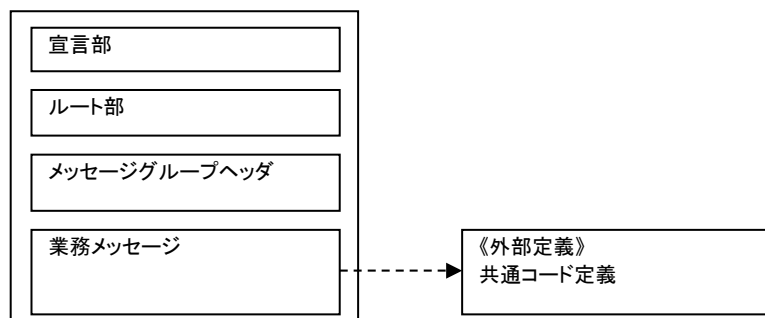 宣言部
ルート部
メッセージグループヘッダ
業務メッセージ
《外部定義》
共通コード定義